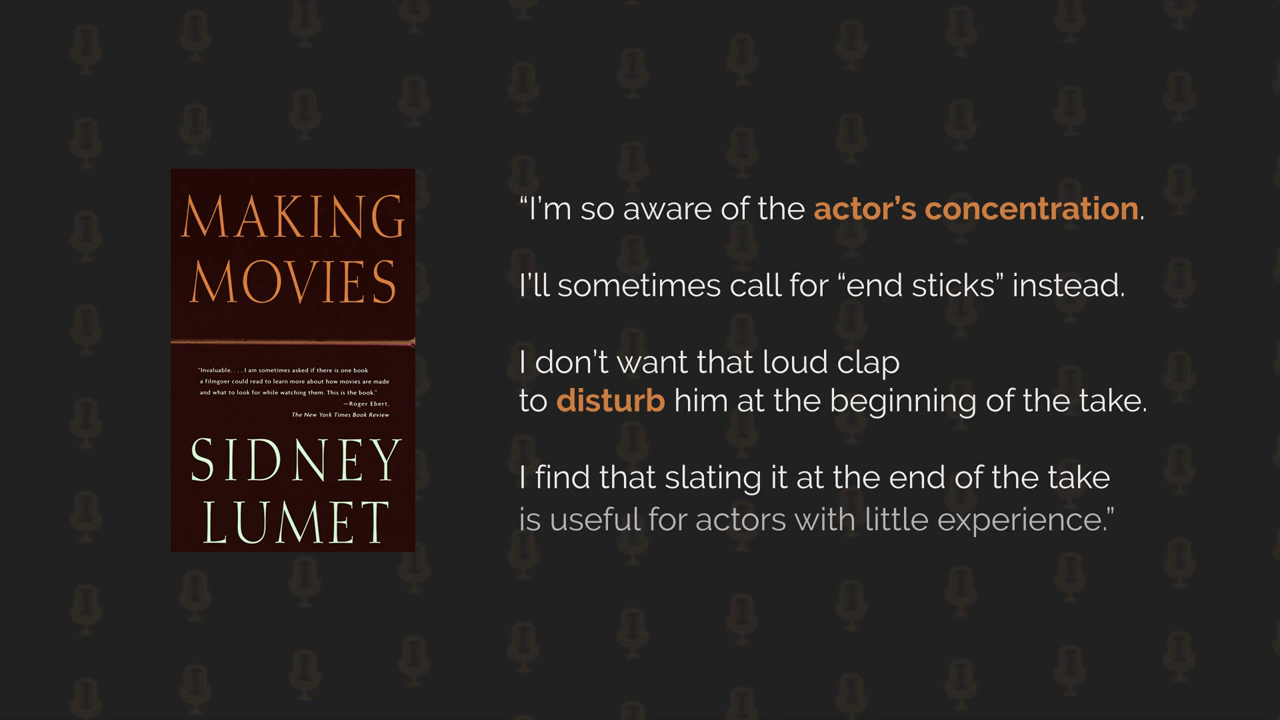 MAKING
MOVIES
"Invaluable. . . . I am sometimes asked if there is one book
a filmgoer could read to learn more about how movies are made
and what to look for while watching them. This is the book."
—Roger Ebert,
The New York Times Book Review
SIDNEY
LUMET
“I’m so aware of the actor’s concentration.
I’ll sometimes call for “end sticks” instead.
I don’t want that loud clap
to disturb him at the beginning of the take.
I find that slating it at the end of the take
is useful for actors with little experience.”